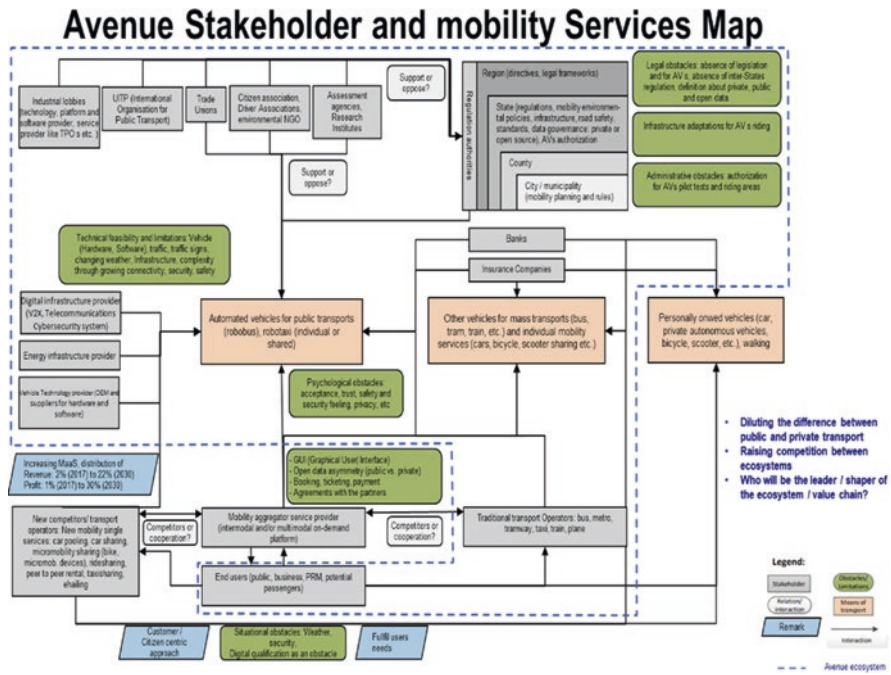 Avenue Stakeholder and mobility Services Map
Industrial lobbies
(technology, platform and
software provider, service
provider like TPO s etc. )
UITP (International
Organisation for
Public Transport)
Trade
Unions
Citizen association,
Driver Associations,
environmental NGO
Assessment
agencies,
Research
Institutes
Support or
oppose?
Support or
oppose?
Regulation authorities
Region (directives, legal frameworks)
State (regulations, mobility environmen-
tal policies, infrastructure, road safety,
standards, data governance: private or
open source), AVs authorization
County
City / municipality
(mobility planning and rules)
Legal obstacles: absence of legislation
and for AV s, absence of inter-States
regulation, definition about private, public
and open data
Infrastructure adaptations for AV s riding
Administrative obstacles: authorization
for AVs pilot tests and riding areas
Technical feasibility and limitations: Vehicle
(Hardware, Software), traffic, traffic signs,
changing weather, Infrastructure, complexity
through growing connectivity, security, safety
Banks
Insurance Companies
Digital infrastructure provider
(V2X, Telecommunications
Cybersecurity system)
Energy infrastructure provider
Vehicle Technology provider (OEM and
suppliers for hardware and
software)
Automated vehicles for public transports
(robobus), robotaxi (individual or
shared)
Other vehicles for mass transports (bus,
tram, train, etc.) and individual mobility
services (cars, bicycle, scooter sharing etc.)
Personally onwed vehicles (car,
private autonomous vehicles,
bicycle, scooter, etc.), walking
Psychological obstacles:
acceptance, trust, safety and
security feeling, privacy, etc
• Diluting the difference between
public and private transport
• Raising competition between
ecosystems
• Who will be the leader / shaper of
the ecosystem / value chain?
Increasing MaaS, distribution of
Revenue: 2% (2017) to 22% (2030)
Profit: 1% (2017) to 30% (2030)
- GUI (Graphical User Interface)
- Open data asymmetry (public vs. private)
- Booking, ticketing, payment
- Agreements with the partners
New competitors/ transport
operators: New mobility single
services: car pooling, car sharing,
micromobility sharing (bike,
micromob. devices), ridesharing,
peer to peer rental, taxisharing,
ehailing
Competitors or
cooperation?
Mobility aggregator service provider
(intermodal and/or multimodal on-demand
platform)
Competitors or
cooperation?
Traditional transport Operators: bus, metro,
tramway, taxi, train, plane
End users (public, business, PRM, potential
passengers)
Customer /
Citizen centric
approach
Situational obstacles: Weather,
security,
Digital qualification as an obstacle
Fulfil users
needs
Legend:
Stakeholder
Obstacles/
Limitations
Relation/
interaction
Means of
transport
Remark
Interaction
Avenue ecosystem